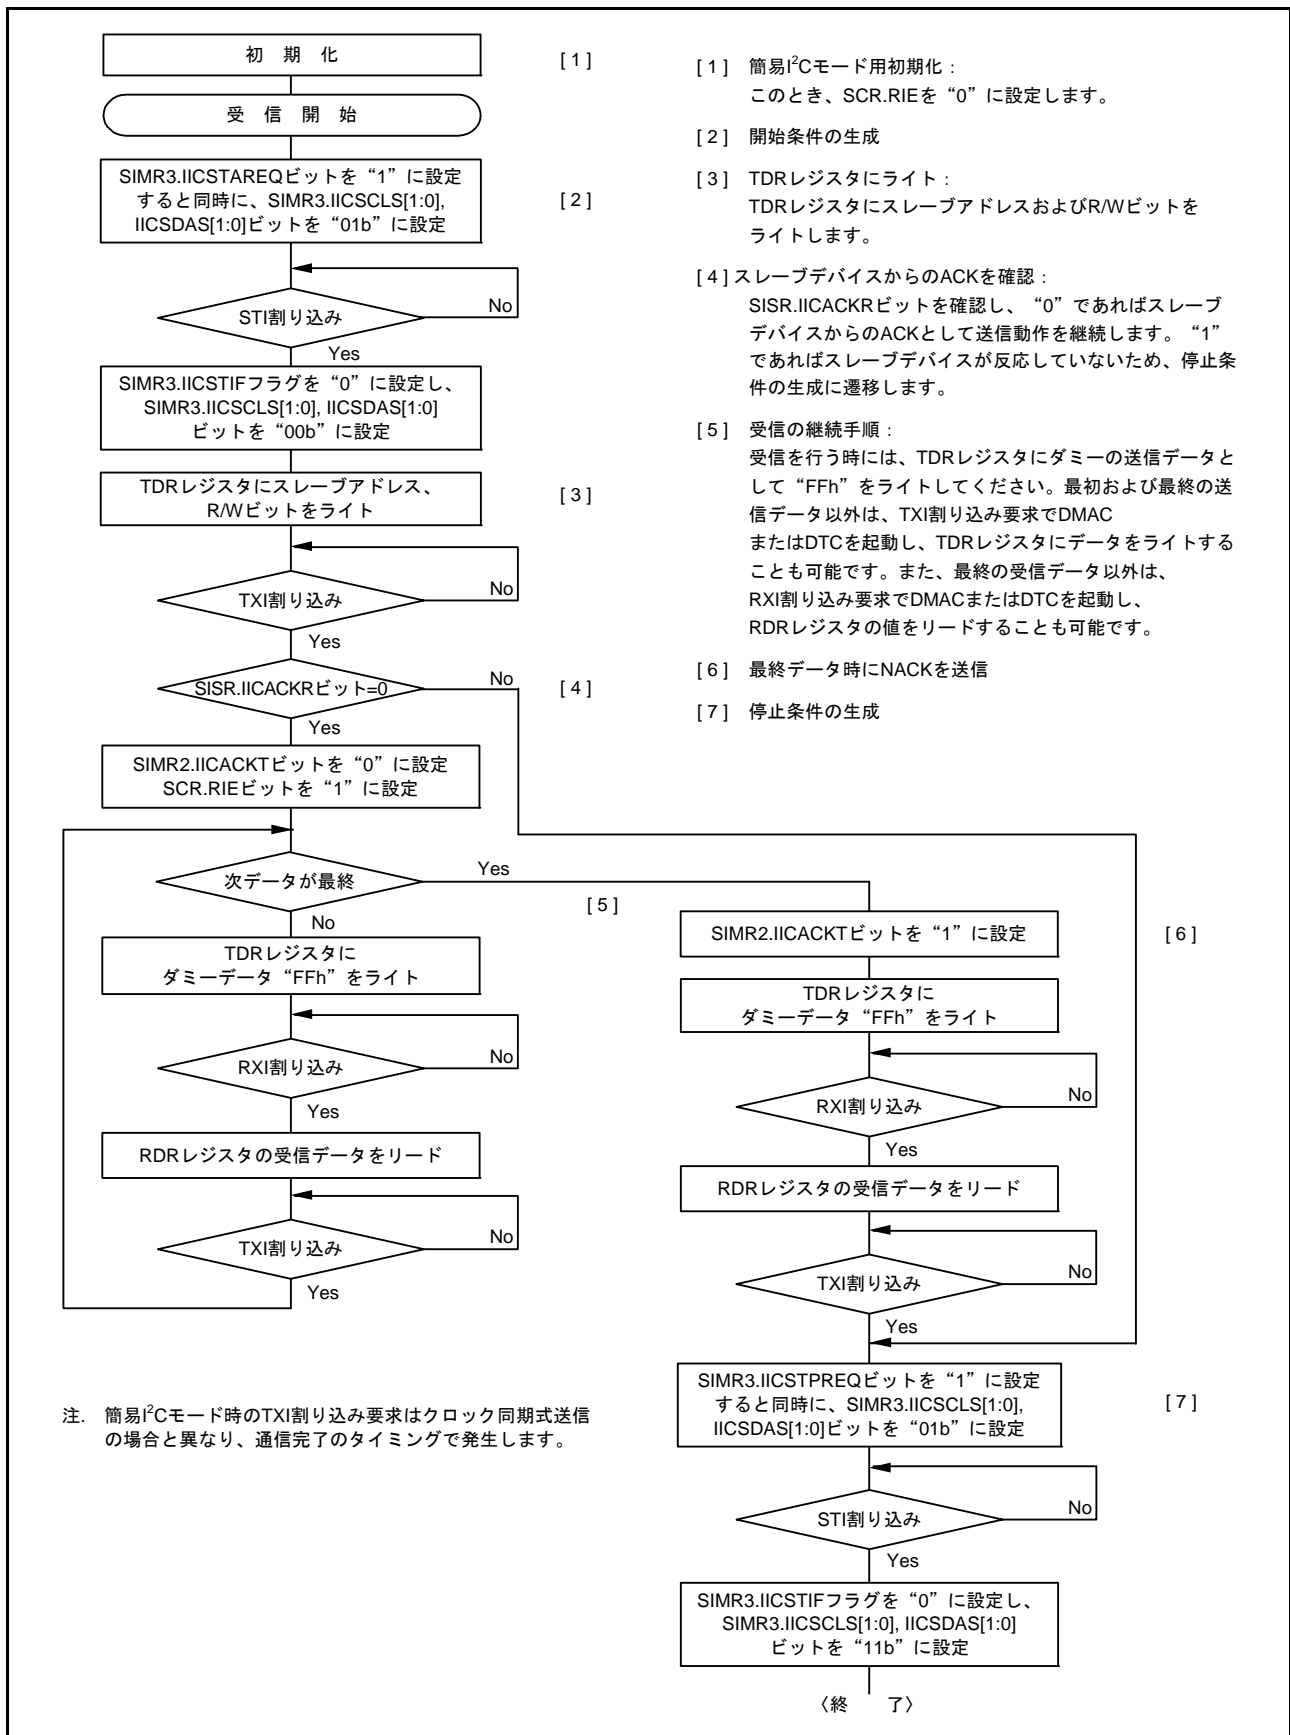 初 期 化
[ 1 ]
受 信 開 始
SIMR3.IICSTAREQビットを“1”に設定
すると同時に、SIMR3.IICSCLS[1:0],
IICSDAS[1:0]ビットを“01b”に設定
[ 2 ]
STI割り込み
No
Yes
SIMR3.IICSTIFフラグを“0”に設定し、
SIMR3.IICSCLS[1:0], IICSDAS[1:0]
ビットを“00b”に設定
TDRレジスタにスレーブアドレス、
R/Wビットをライト
[ 3 ]
TXI割り込み
No
Yes
SISR.IICACKRビット=0
No
[ 4 ]
Yes
SIMR2.IICACKTビットを“0”に設定
SCR.RIEビットを“1”に設定
次データが最終
Yes
[ 5 ]
No
TDRレジスタに
ダミーデータ“FFh”をライト
RXI割り込み
No
Yes
RDRレジスタの受信データをリード
TXI割り込み
No
Yes
注. 簡易I²Cモード時のTXI割り込み要求はクロック同期式送信
の場合と異なり、通信完了のタイミングで発生します。
[ 1 ] 簡易I²Cモード用初期化：
このとき、SCR.RIEを“0”に設定します。
[ 2 ] 開始条件の生成
[ 3 ] TDRレジスタにライト：
TDRレジスタにスレーブアドレスおよびR/Wビットを
ライトします。
[ 4 ] スレーブデバイスからのACKを確認：
SISR.IICACKRビットを確認し、“0”であればスレーブ
デバイスからのACKとして送信動作を継続します。“1”
であればスレーブデバイスが反応していないため、停止条
件の生成に遷移します。
[ 5 ] 受信の継続手順：
受信を行う時には、TDRレジスタにダミーの送信データと
して“FFh”をライトしてください。最初および最終の送
信データ以外は、TXI割り込み要求でDMAC
またはDTCを起動し、TDRレジスタにデータをライトする
ことも可能です。また、最終の受信データ以外は、
RXI割り込み要求でDMACまたはDTCを起動し、
RDRレジスタの値をリードすることも可能です。
[ 6 ] 最終データ時にNACKを送信
[ 7 ] 停止条件の生成
SIMR2.IICACKTビットを“1”に設定
[ 6 ]
TDRレジスタに
ダミーデータ“FFh”をライト
RXI割り込み
No
Yes
RDRレジスタの受信データをリード
TXI割り込み
No
Yes
SIMR3.IICSTPREQビットを“1”に設定
すると同時に、SIMR3.IICSCLS[1:0],
IICSDAS[1:0]ビットを“01b”に設定
[ 7 ]
STI割り込み
No
Yes
SIMR3.IICSTIFフラグを“0”に設定し、
SIMR3.IICSCLS[1:0], IICSDAS[1:0]
ビットを“11b”に設定
〈終 了〉